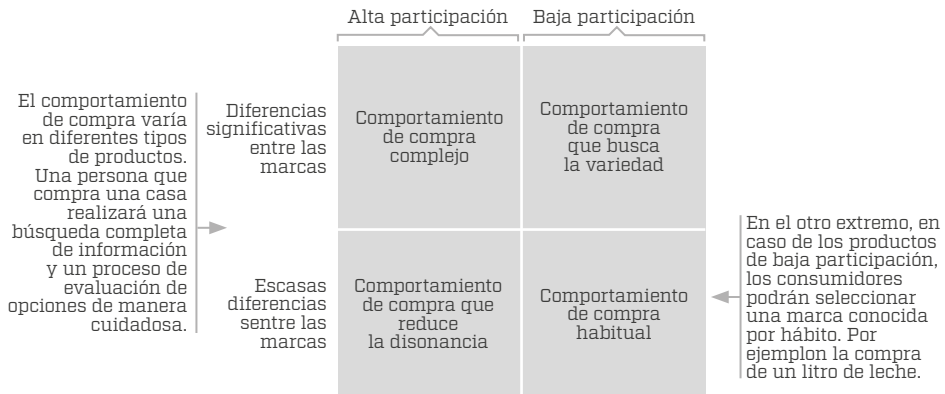 Alta participación
Baja participación
El comportamiento
de compra varía
en diferentes tipos
de productos.
Una persona que
compra una casa
realizará una
búsqueda completa
de información
y un proceso de
evaluación de
opciones de manera
cuidadosa.
Diferencias
significativas
entre las
marcas
Comportamiento
de compra
complejo
Comportamiento
de compra
que busca
la variedad
Escasas
diferencias
sentre las
marcas
Comportamiento
de compra que
reduce
la disonancia
Comportamiento
de compra
habitual
En el otro extremo, en
caso de los productos
de baja participación,
los consumidores
podrán seleccionar
una marca conocida
por hábito. Por
ejemplon la compra
de un litro de leche.